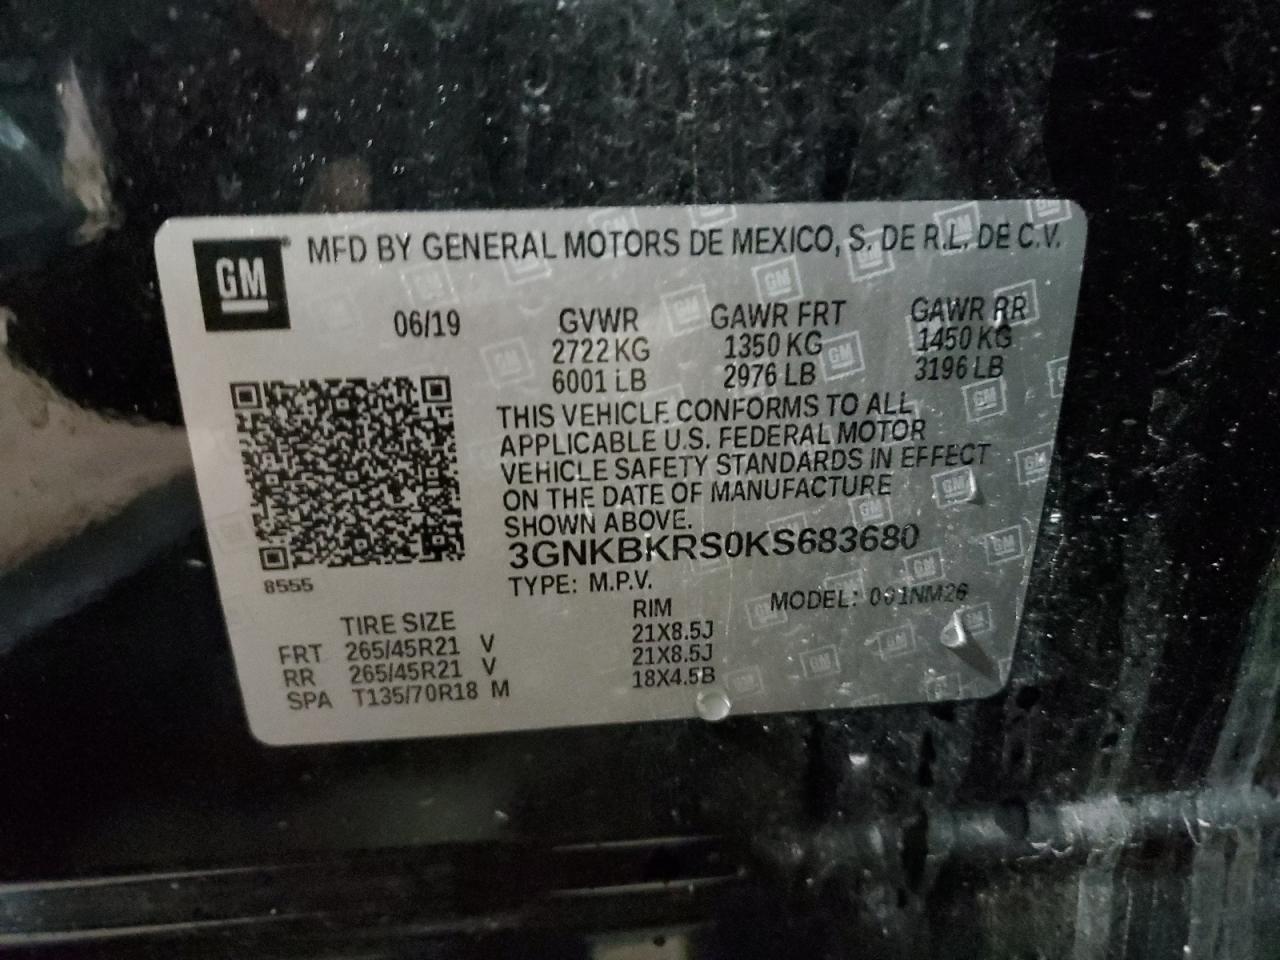 GM
MFD BY GENERAL MOTORS DE MEXICO, S. DE R.L. DE C.V.
06/19 GVWR GAWR FRT GAWR RR
2722 KG 1350 KG 1450 KG
6001 LB 2976 LB 3196 LB
THIS VEHICLE CONFORMS TO ALL
APPLICABLE U.S. FEDERAL MOTOR
VEHICLE SAFETY STANDARDS IN EFFECT
ON THE DATE OF MANUFACTURE
SHOWN ABOVE.
3GNKBKRS0KS683680
8555 TYPE: M.P.V. MODEL: 001NM26
TIRE SIZE RIM
FRT 265/45R21 V 21X8.5J
RR 265/45R21 V 21X8.5J
SPA T135/70R18 M 18X4.5B